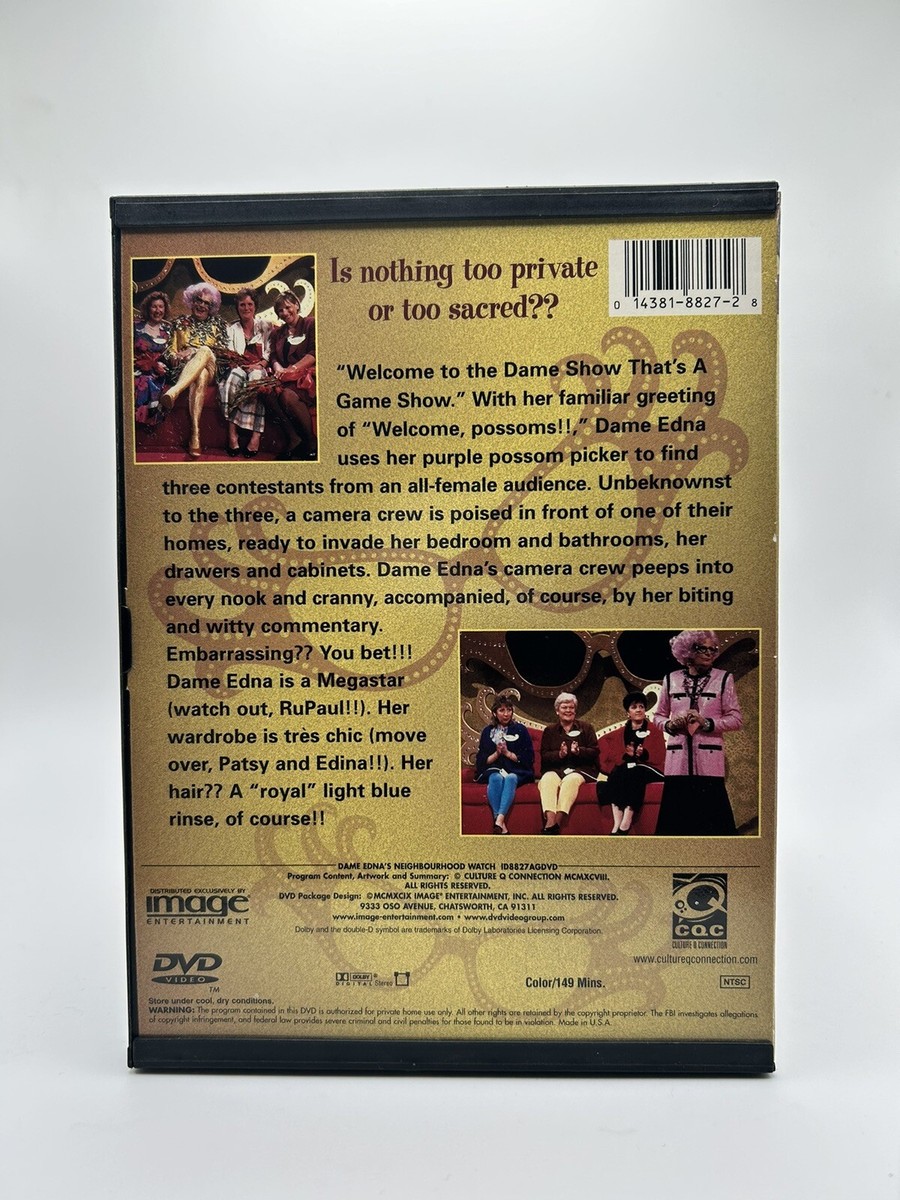 Is nothing too private
or too sacred??
0 14381-8827-2 8
“Welcome to the Dame Show That’s A
Game Show.” With her familiar greeting
of “Welcome, possoms!!,” Dame Edna
uses her purple possom picker to find
three contestants from an all-female audience. Unbeknownst
to the three, a camera crew is poised in front of one of their
homes, ready to invade her bedroom and bathrooms, her
drawers and cabinets. Dame Edna’s camera crew peeps into
every nook and cranny, accompanied, of course, by her biting
and witty commentary.
Embarrassing?? You bet!!!
Dame Edna is a Megastar
(watch out, RuPaul!!). Her
wardrobe is très chic (move
over, Patsy and Edina!!). Her
hair?? A “royal” light blue
rinse, of course!!
DAME EDNA’S NEIGHBOURHOOD WATCH ID8827AGDVD
Program Content, Artwork and Summary: © CULTURE Q CONNECTION MCMXCVIII.
ALL RIGHTS RESERVED.
DVD Package Design: ©MCMXCIX IMAGE® ENTERTAINMENT, INC. ALL RIGHTS RESERVED.
9333 OSO AVENUE, CHATSWORTH, CA 91311
www.image-entertainment.com • www.dvdvideogroup.com
Dolby and the double-D symbol are trademarks of Dolby Laboratories Licensing Corporation.
DISTRIBUTED EXCLUSIVELY BY
image®
ENTERTAINMENT
CQC
CULTURE Q CONNECTION
www.cultureqconnection.com
DVD
VIDEO
TM
DOLBY ®
DIGITAL Stereo
Color/149 Mins.
NTSC
Store under cool, dry conditions.
WARNING: The program contained in this DVD is authorized for private home use only. All other rights are retained by the copyright proprietor. The FBI investigates allegations
of copyright infringement, and federal law provides severe criminal and civil penalties for those found to be in violation. Made in U.S.A.